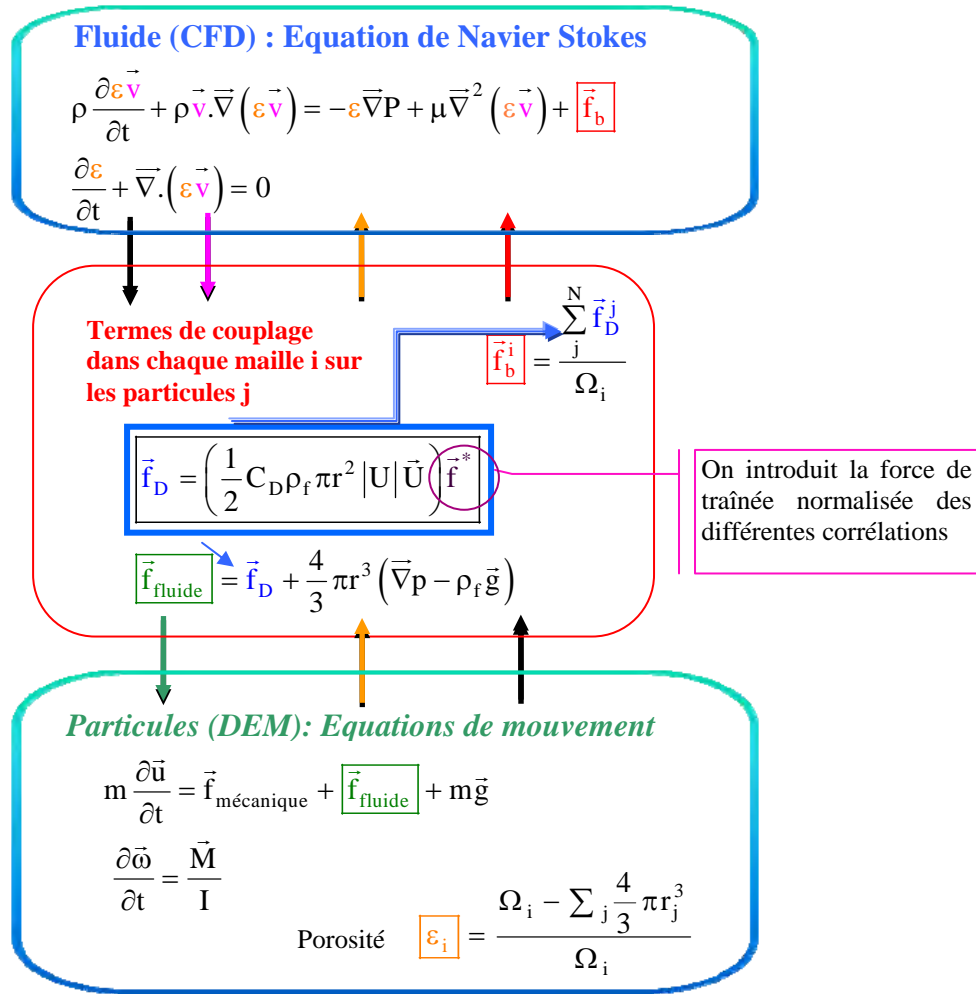 Fluide (CFD) : Equation de Navier Stokes
ρ ∂εv⃗/∂t + ρv⃗.∇⃗(εv⃗) = −ε∇⃗P + μ∇⃗²(εv⃗) + f⃗_b
∂ε/∂t + ∇⃗.(εv⃗) = 0
Termes de couplage
dans chaque maille i sur
les particules j
f⃗_b^i = (∑_j^N f⃗_D^j)/Ω_i
f⃗_D = (1/2 C_D ρ_f πr² |U| U⃗) f⃗^*
On introduit la force de
traînée normalisée des
différentes corrélations
f⃗_fluide = f⃗_D + 4/3 πr³ (∇⃗p − ρ_f g⃗)
Particules (DEM): Equations de mouvement
m ∂u⃗/∂t = f⃗_mécanique + f⃗_fluide + mg⃗
∂ω⃗/∂t = M⃗/I
Porosité ε_i = (Ω_i − ∑_j 4/3 πr_j³)/Ω_i